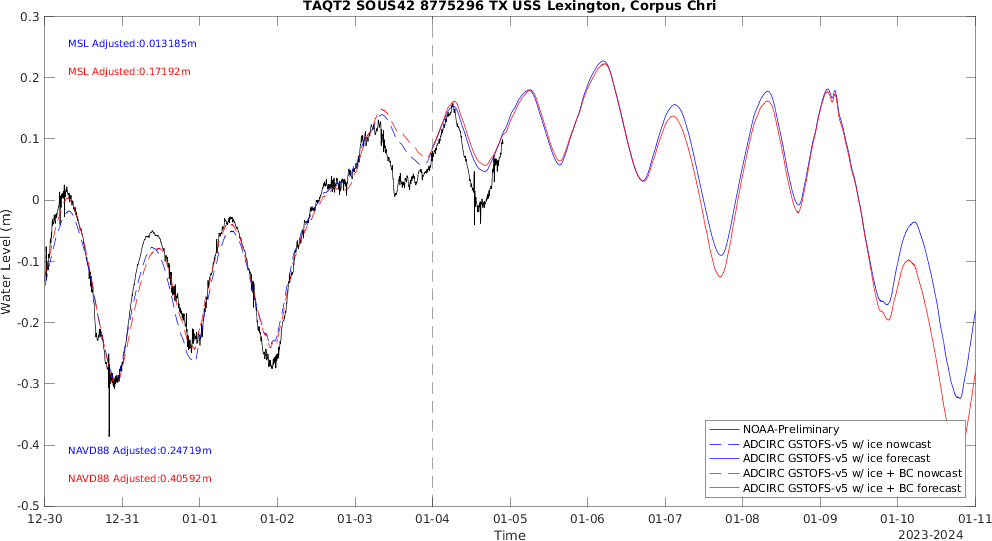 TAQT2 SOUS42 8775296 TX USS Lexington, Corpus Chri
0.3
0.2
0.1
0
-0.1
-0.2
-0.3
-0.4
-0.5
Water Level (m)
MSL Adjusted:0.013185m
MSL Adjusted:0.17192m
NAVD88 Adjusted:0.24719m
NAVD88 Adjusted:0.40592m
NOAA-Preliminary
ADCIRC GSTOFS-v5 w/ ice nowcast
ADCIRC GSTOFS-v5 w/ ice forecast
ADCIRC GSTOFS-v5 w/ ice + BC nowcast
ADCIRC GSTOFS-v5 w/ ice + BC forecast
12-30 12-31 01-01 01-02 01-03 01-04 01-05 01-06 01-07 01-08 01-09 01-10 01-11
Time
2023-2024